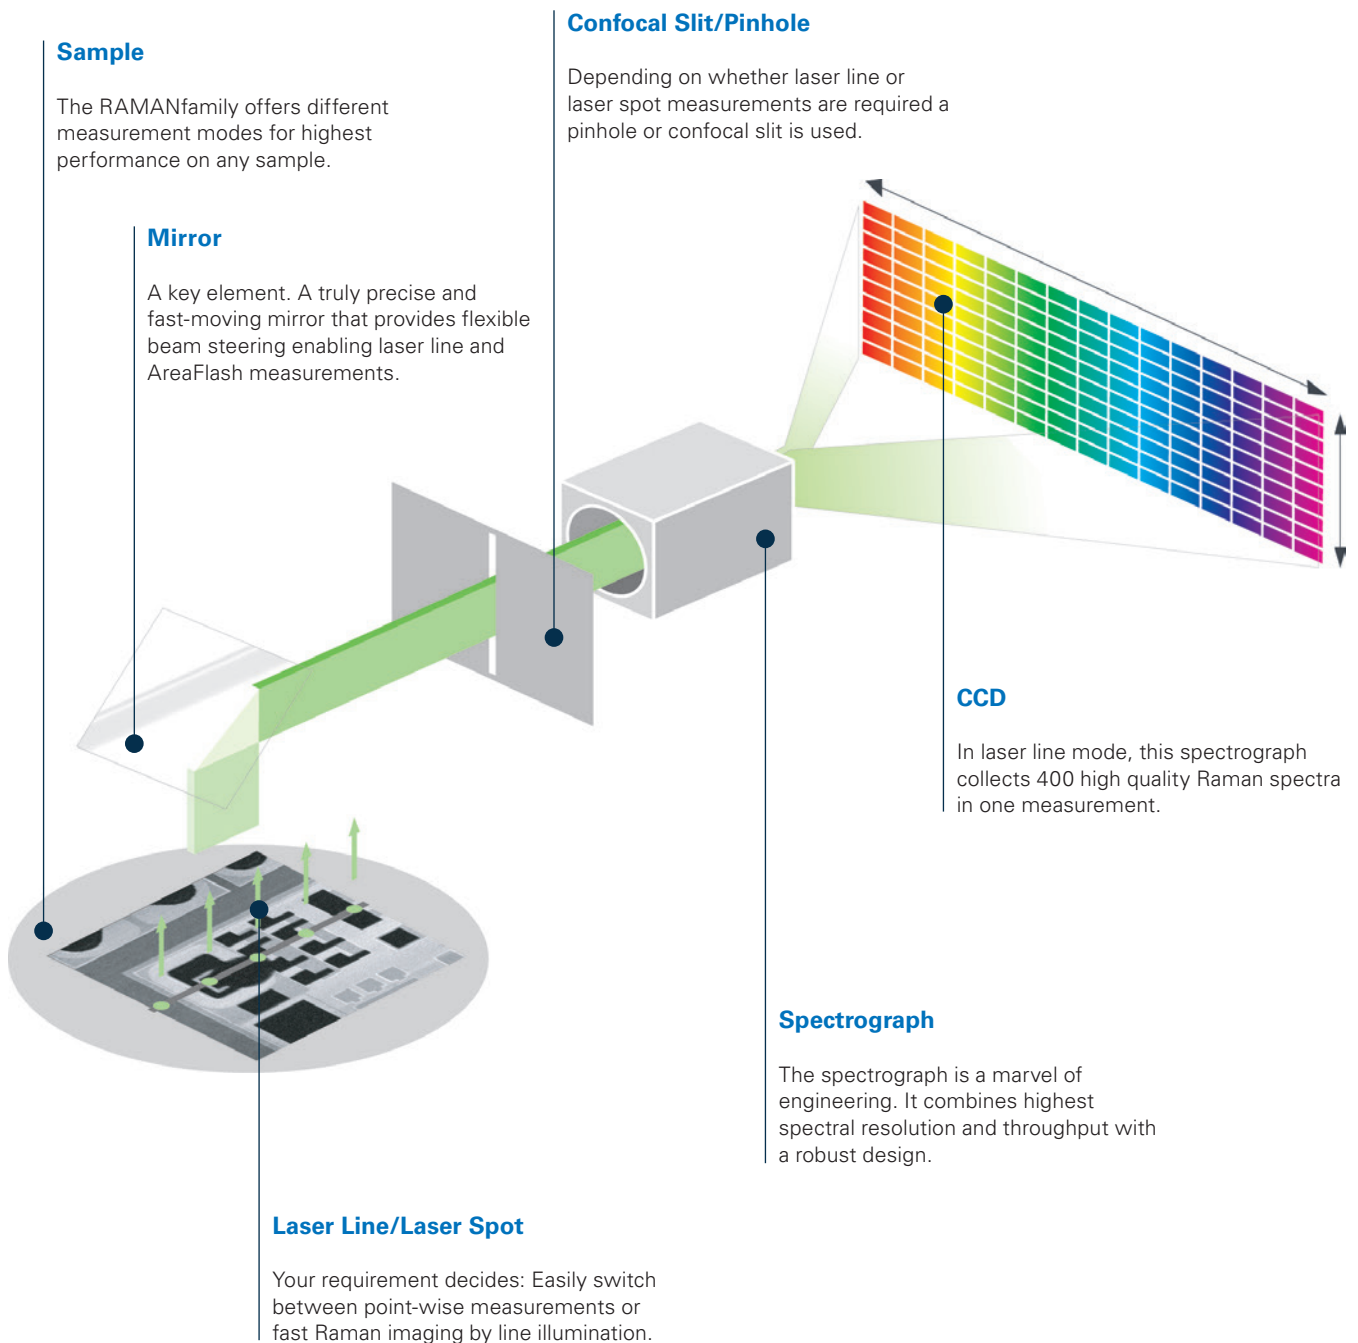 Sample
The RAMANfamily offers different
measurement modes for highest
performance on any sample.
Confocal Slit/Pinhole
Depending on whether laser line or
laser spot measurements are required a
pinhole or confocal slit is used.
Mirror
A key element. A truly precise and
fast-moving mirror that provides flexible
beam steering enabling laser line and
AreaFlash measurements.
CCD
In laser line mode, this spectrograph
collects 400 high quality Raman spectra
in one measurement.
Spectrograph
The spectrograph is a marvel of
engineering. It combines highest
spectral resolution and throughput with
a robust design.
Laser Line/Laser Spot
Your requirement decides: Easily switch
between point-wise measurements or
fast Raman imaging by line illumination.